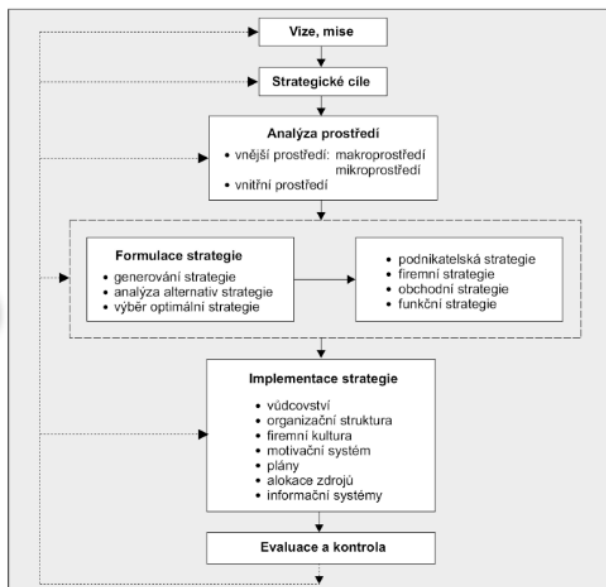 Vize, mise
Strategické cíle
Analýza prostředí
• vnější prostředí: makroprostředí
mikroprostředí
• vnitřní prostředí
Formulace strategie
• generování strategie
• analýza alternativ strategie
• výběr optimální strategie
• podnikatelská strategie
• firemní strategie
• obchodní strategie
• funkční strategie
Implementace strategie
• vůdcovství
• organizační struktura
• firemní kultura
• motivační systém
• plány
• alokace zdrojů
• informační systémy
Evaluace a kontrola